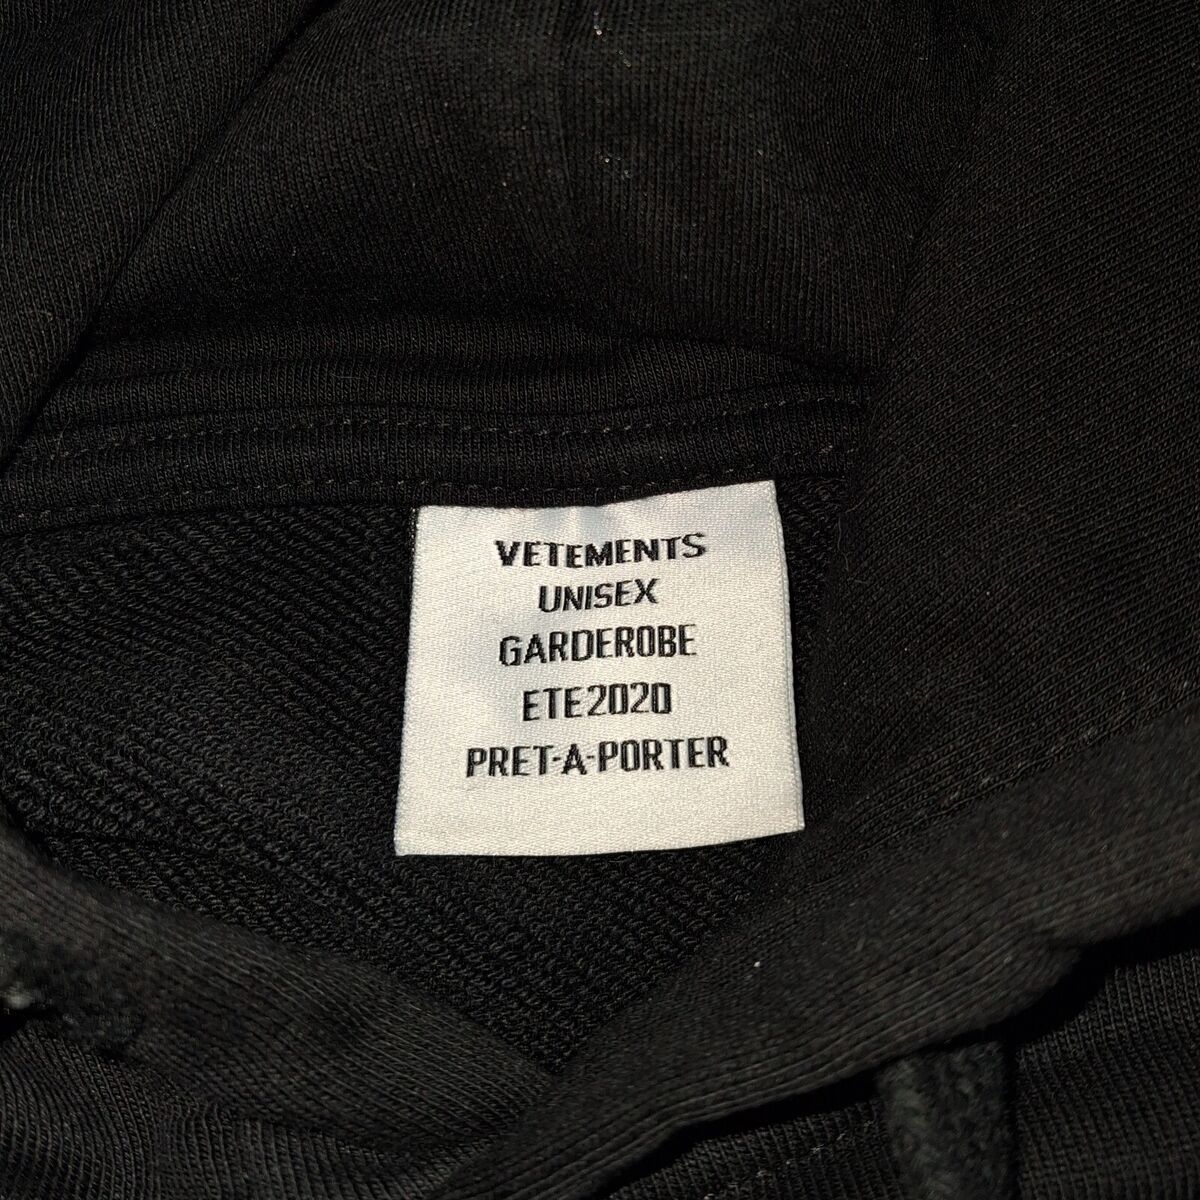 VETEMENTS
UNISEX
GARDEROBE
ETE2020
PRET-A-PORTER